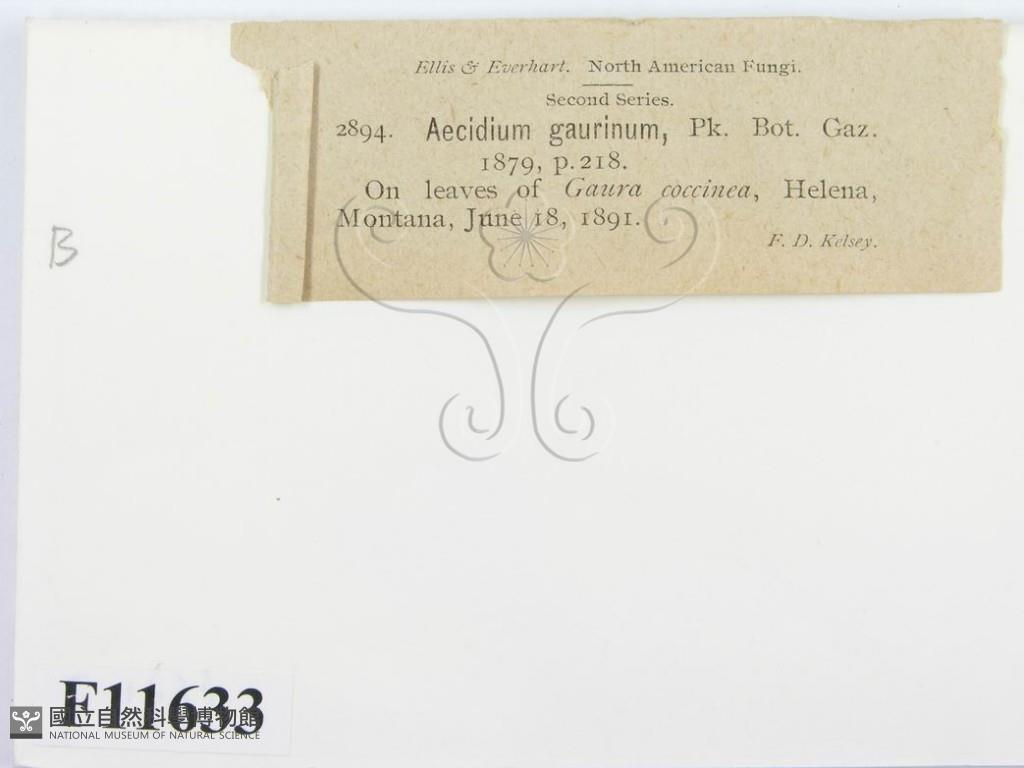 Ellis & Everhart. North American Fungi.
Second Series.
2894. Aecidium gaurinum, Pk. Bot. Gaz.
1879, p. 218.
On leaves of Gaura coccinea, Helena,
Montana, June 18, 1891.
F. D. Kelsey.
B
F11633
國立自然科學博物館
NATIONAL MUSEUM OF NATURAL SCIENCE